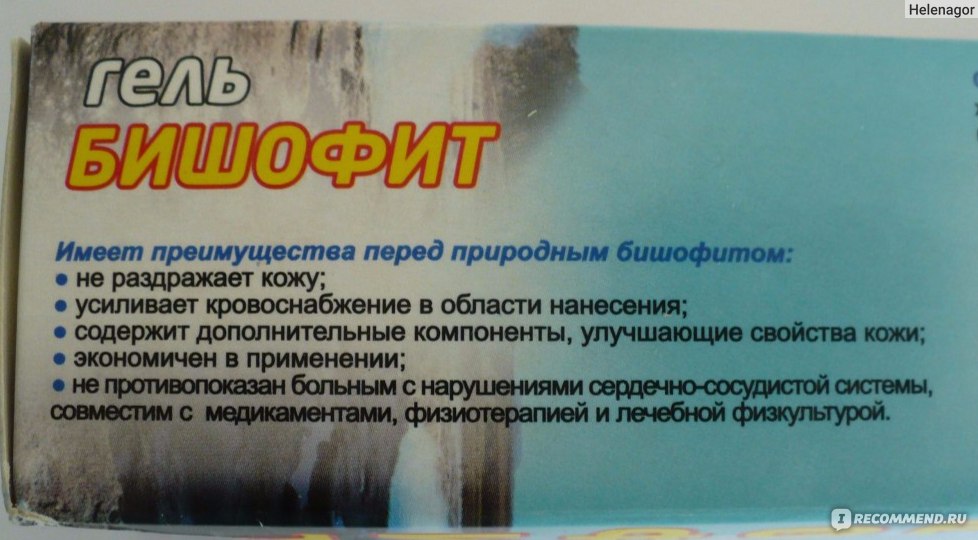 Helenagor
гель
БИШОФИТ
Имеет преимущества перед природным бишофитом:
• не раздражает кожу;
• усиливает кровоснабжение в области нанесения;
• содержит дополнительные компоненты, улучшающие свойства кожи;
• экономичен в применении;
• не противопоказан больным с нарушениями сердечно-сосудистой системы,
совместим с медикаментами, физиотерапией и лечебной физкультурой.
IRECOMMEND.RU